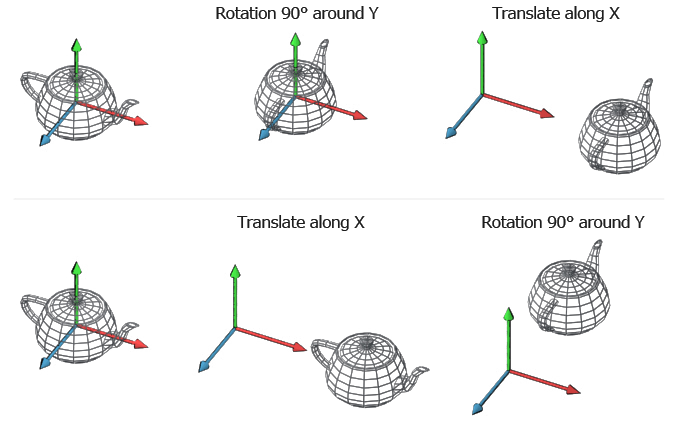 Rotation 90° around Y
Translate along X
Translate along X
Rotation 90° around Y